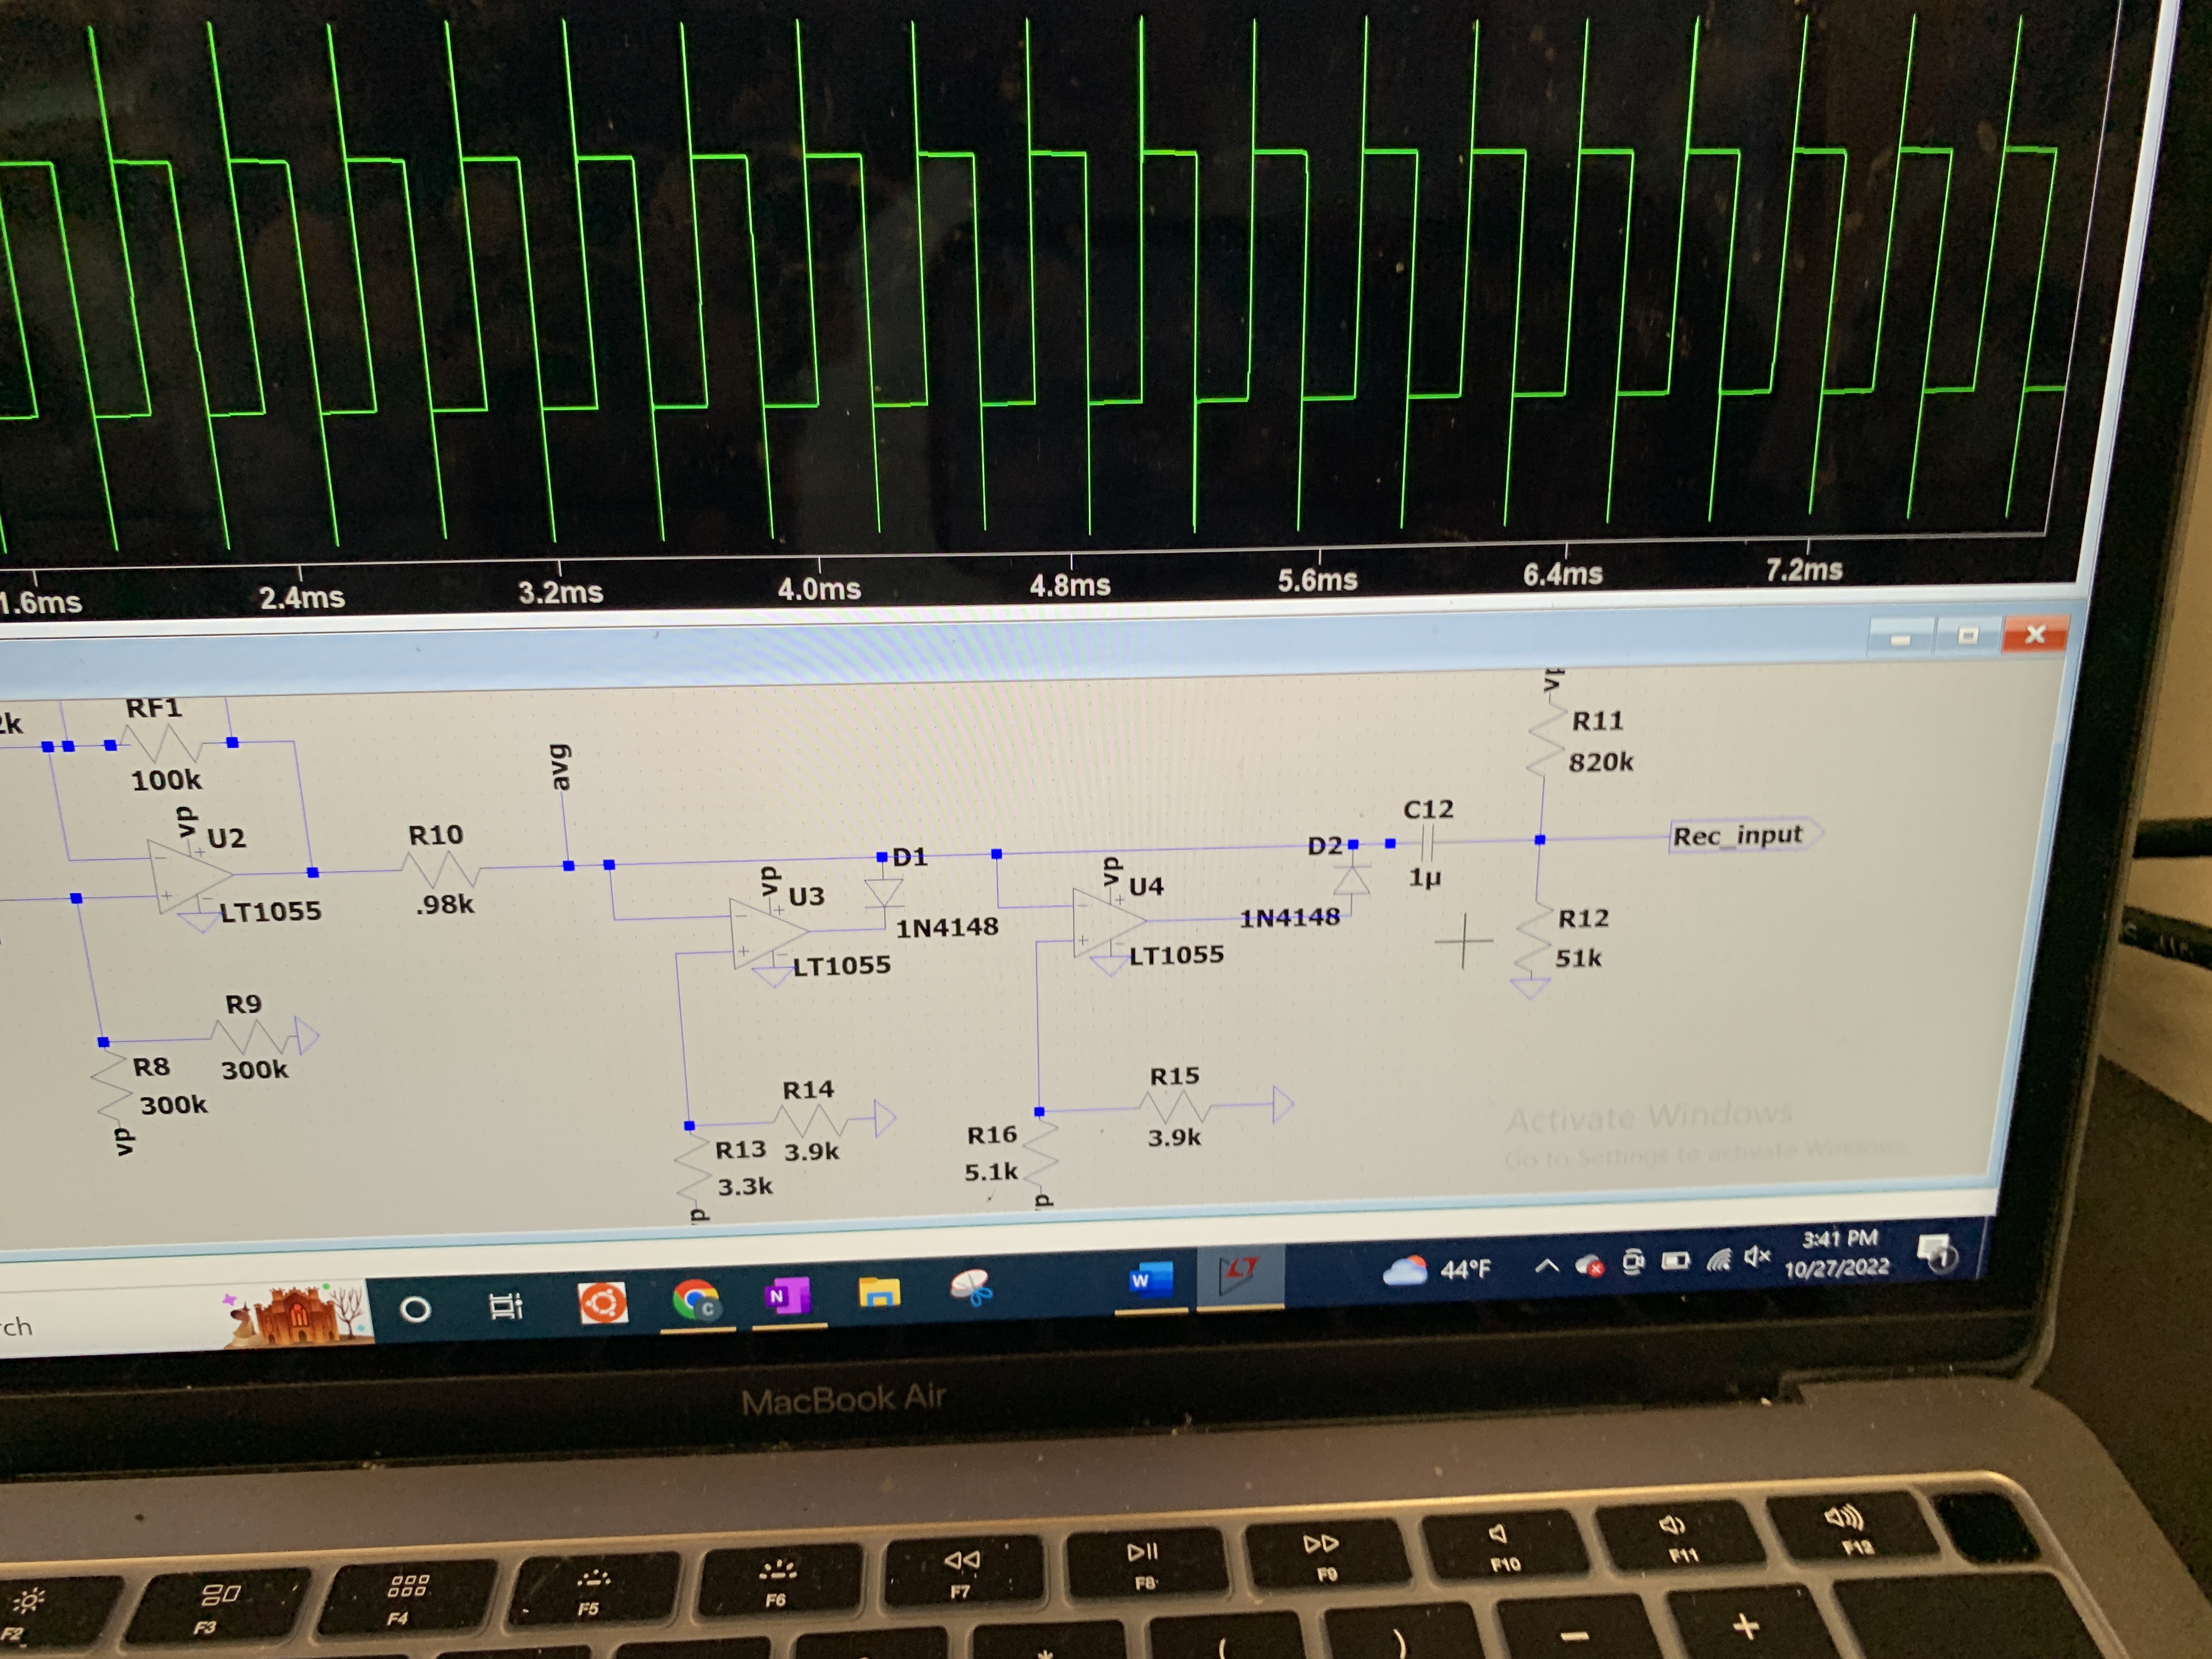 1.6ms 2.4ms 3.2ms 4.0ms 4.8ms 5.6ms 6.4ms 7.2ms
2k
RF1
100k
vp
U2
LT1055
R10
.98k
avg
vp
U3
LT1055
D1
1N4148
vp
U4
LT1055
D2
1N4148
C12
1µ
R11
820k
Rec_input
R12
51k
R9
300k
R8
300k
vp
R14
3.9k
R13
3.3k
R15
3.9k
R16
5.1k
Activate Windows
Go to Settings to activate Windows.
rch
N
W
44°F
3:41 PM
10/27/2022
1
MacBook Air
F2 F3 F4 F5 F6 F7 F8 F9 F10 F11 F12
( ) − +